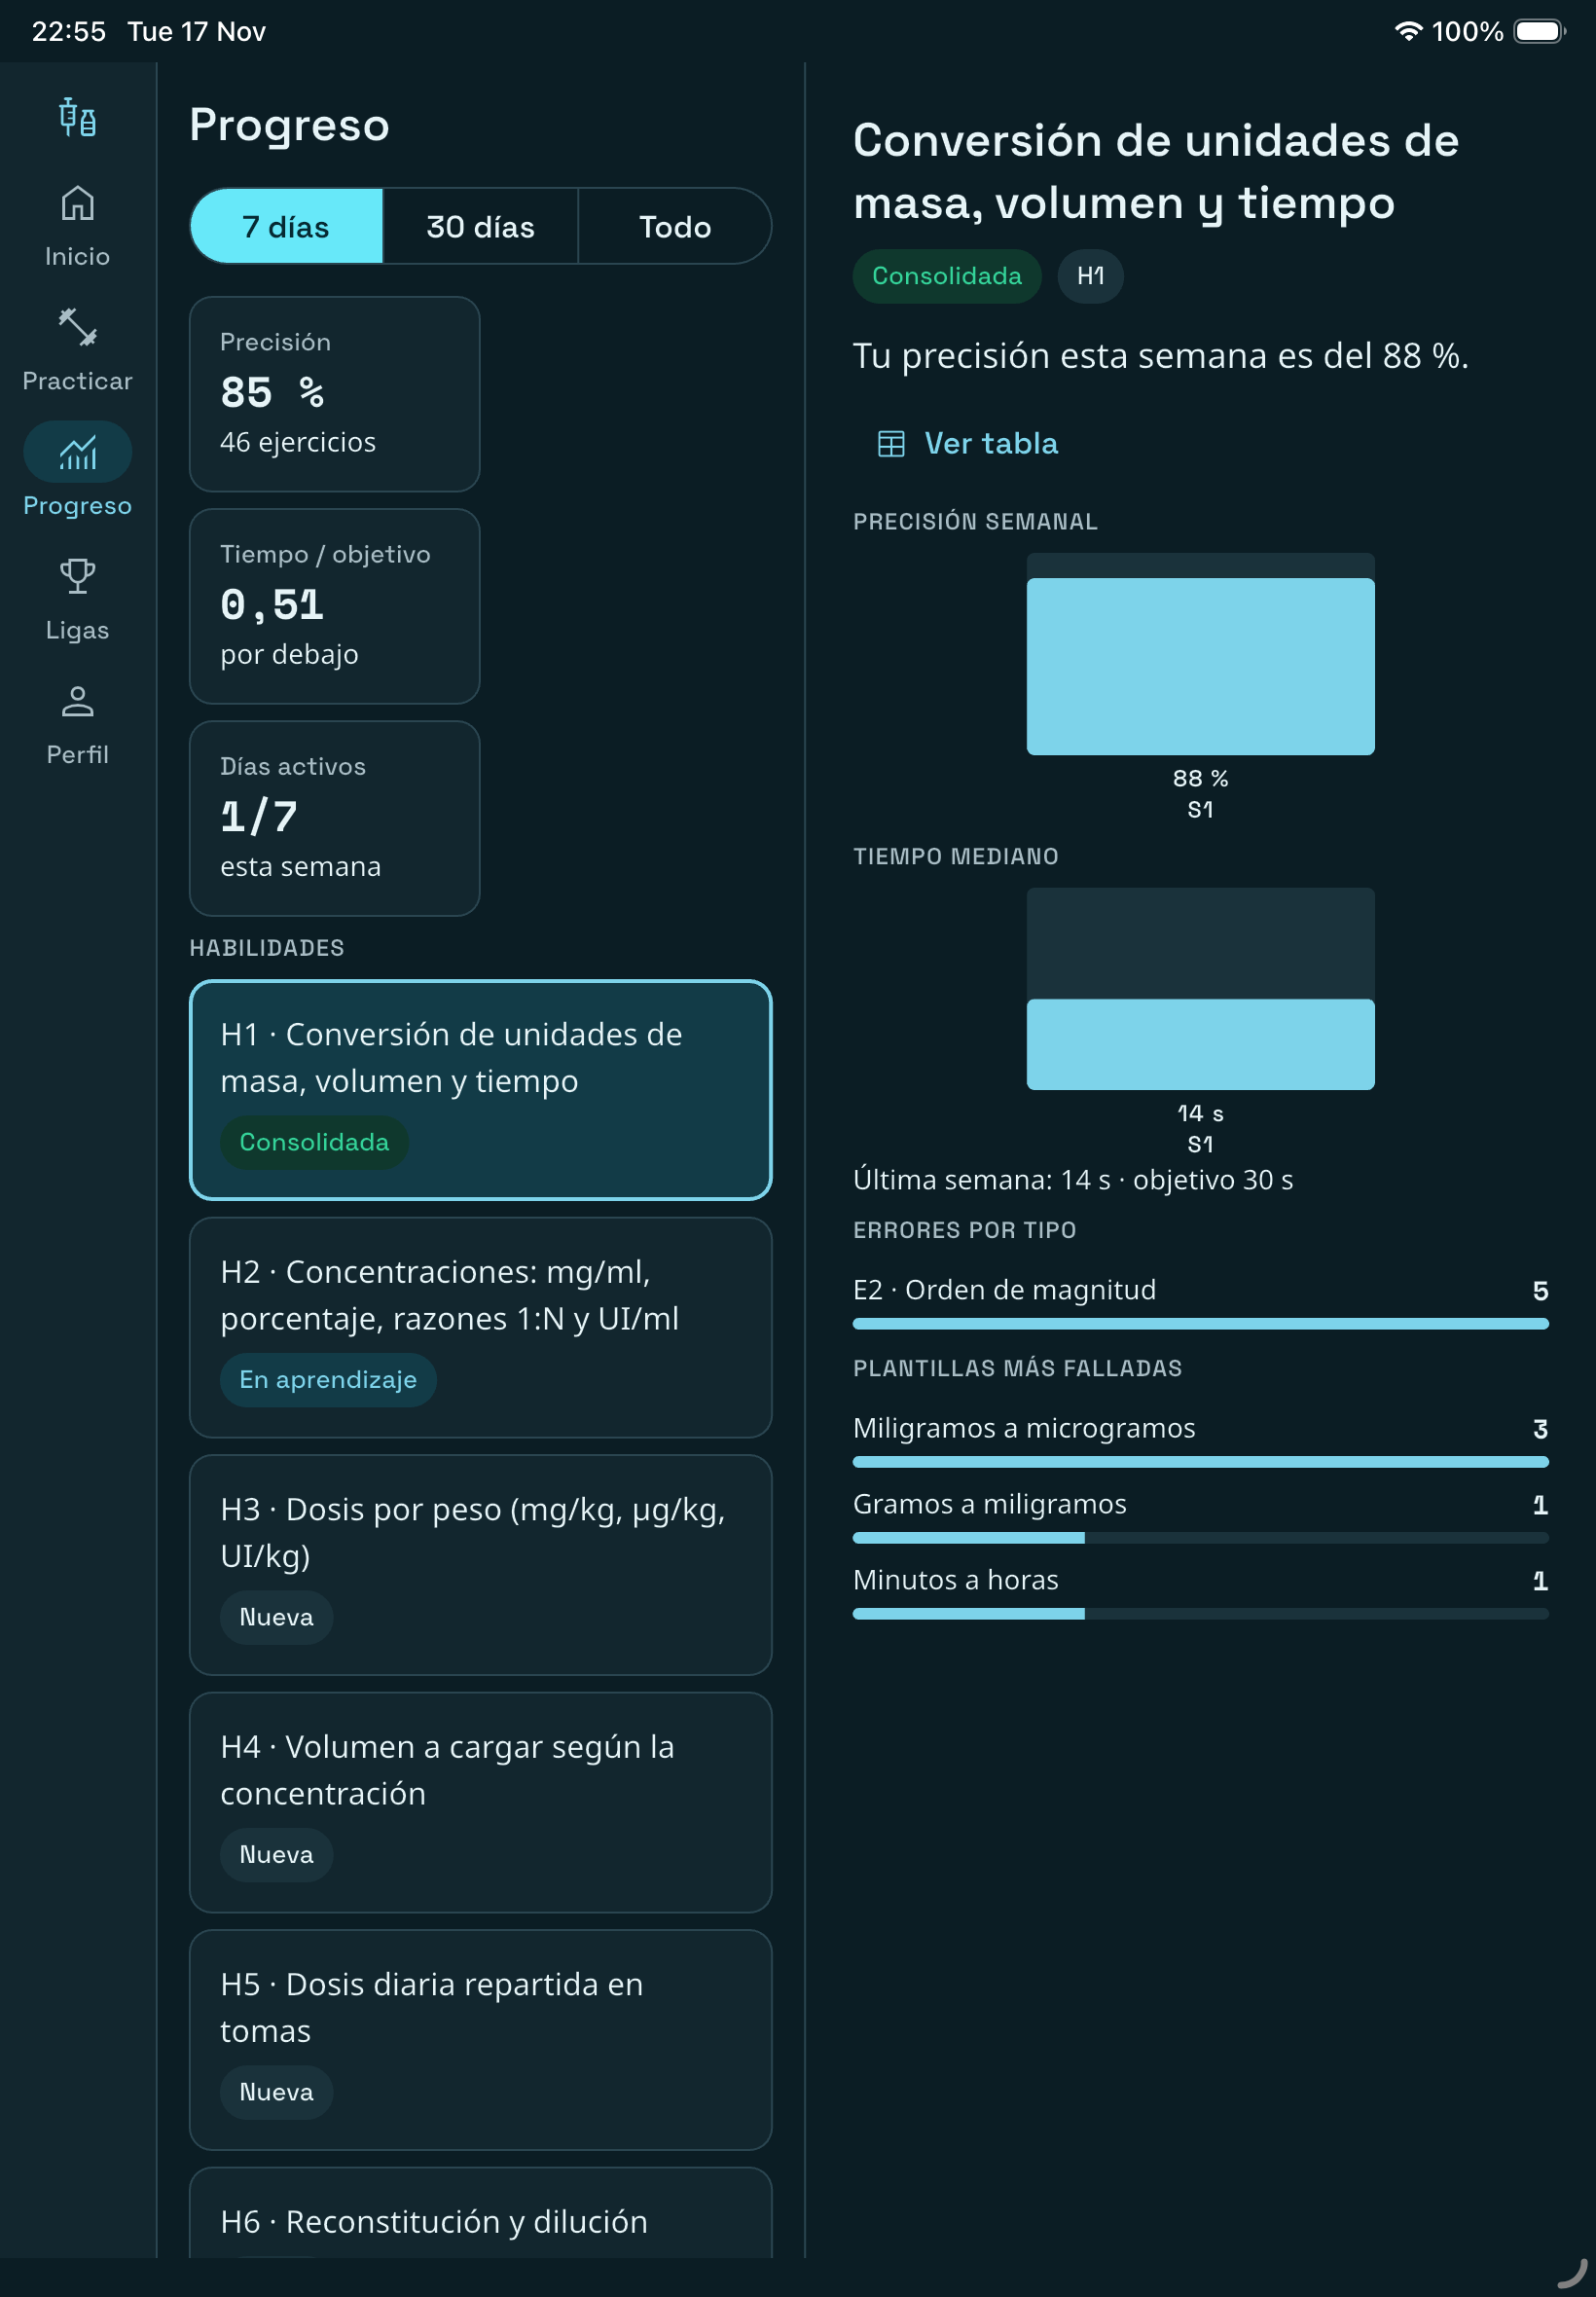 22:55 Tue 17 Nov
100%
Inicio
Practicar
Progreso
Ligas
Perfil
Progreso
7 días
30 días
Todo
Precisión
85 %
46 ejercicios
Tiempo / objetivo
0,51
por debajo
Días activos
1/7
esta semana
HABILIDADES
H1 · Conversión de unidades de
masa, volumen y tiempo
Consolidada
H2 · Concentraciones: mg/ml,
porcentaje, razones 1:N y UI/ml
En aprendizaje
H3 · Dosis por peso (mg/kg, µg/kg,
UI/kg)
Nueva
H4 · Volumen a cargar según la
concentración
Nueva
H5 · Dosis diaria repartida en
tomas
Nueva
H6 · Reconstitución y dilución
Conversión de unidades de
masa, volumen y tiempo
Consolidada
H1
Tu precisión esta semana es del 88 %.
Ver tabla
PRECISIÓN SEMANAL
88 %
S1
TIEMPO MEDIANO
14 s
S1
Última semana: 14 s · objetivo 30 s
ERRORES POR TIPO
E2 · Orden de magnitud 5
PLANTILLAS MÁS FALLADAS
Miligramos a microgramos 3
Gramos a miligramos 1
Minutos a horas 1